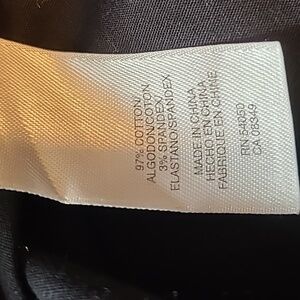 97% COTTON
ALGODON/COTON
3% SPANDEX
ELASTANO/SPANDEX
MADE IN CHINA
HECHO EN CHINA
FABRIQUE EN CHINE
RN 54050
CA 08349